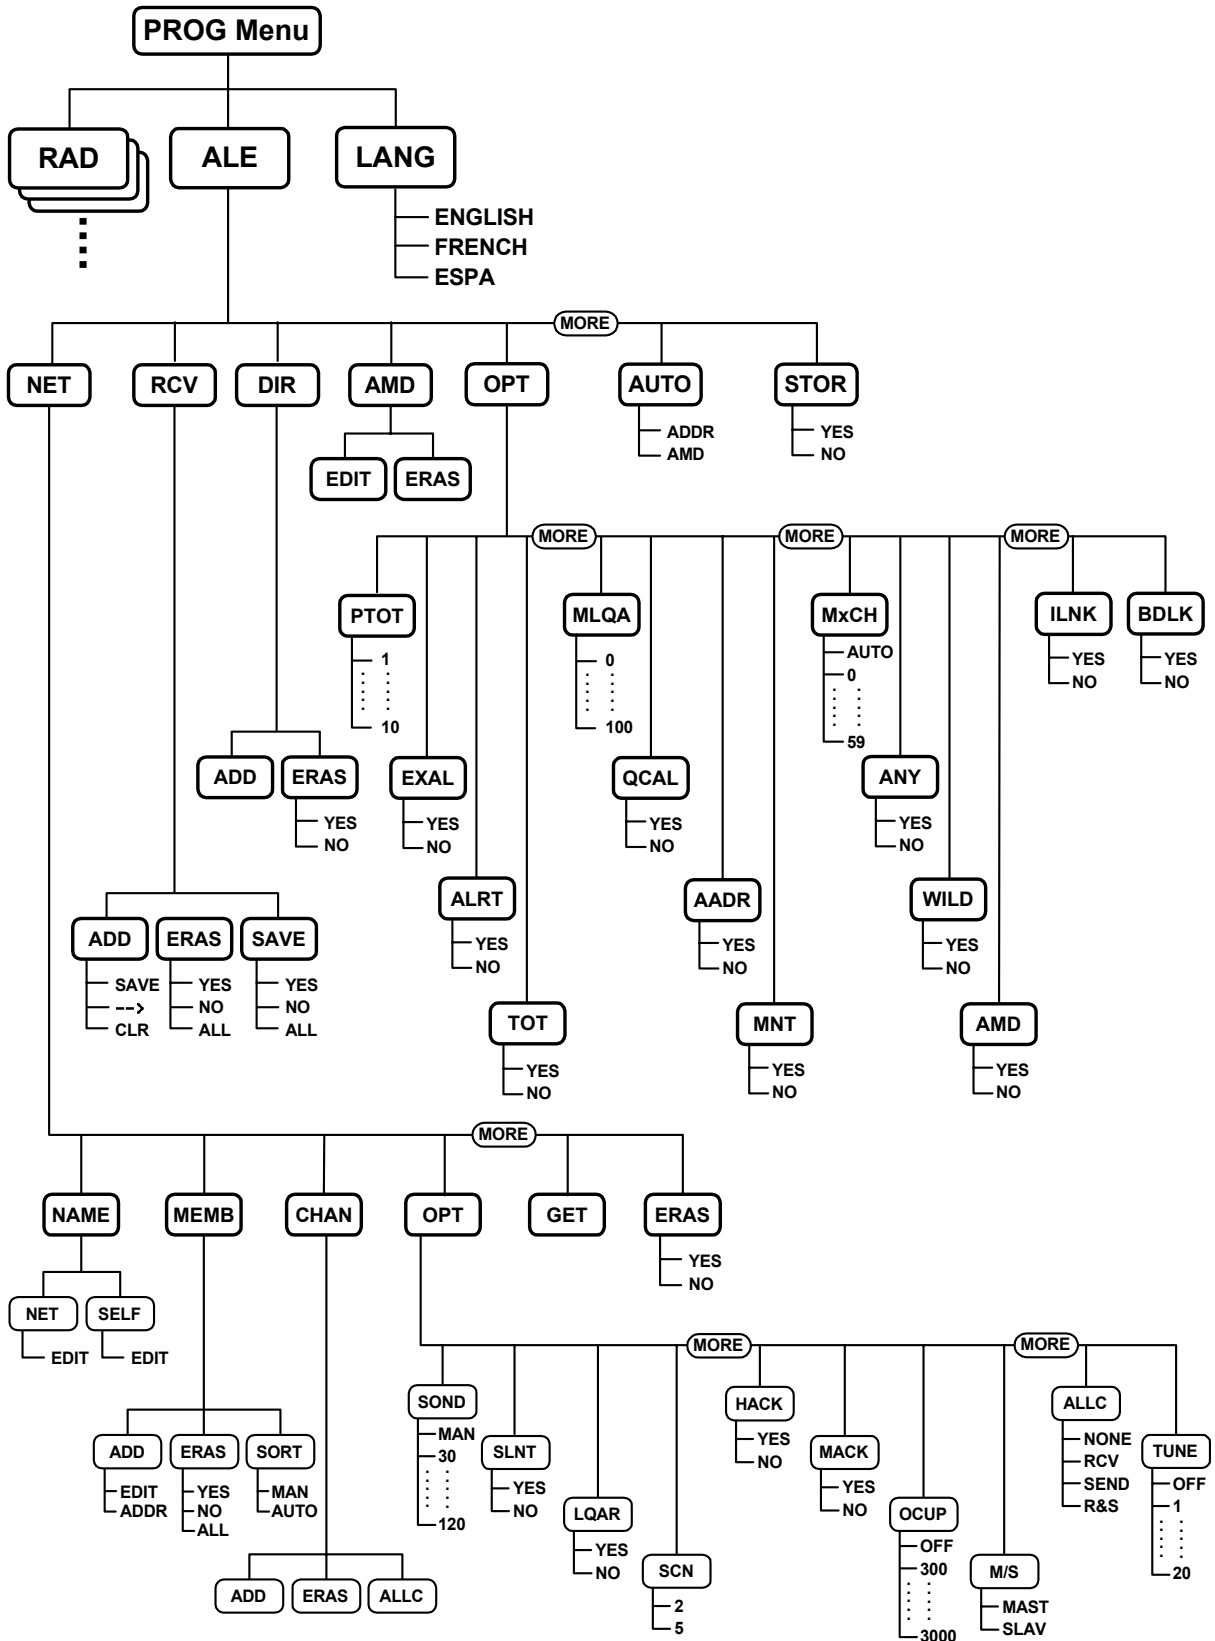 PROG Menu
RAD
ALE
LANG
ENGLISH
FRENCH
ESPA
MORE
NET
RCV
DIR
AMD
OPT
AUTO
STOR
ADDR
AMD
YES
NO
EDIT
ERAS
MORE
MORE
MORE
PTOT
MLQA
MxCH
ILNK
BDLK
1
10
0
100
AUTO
0
59
YES
NO
YES
NO
ADD
ERAS
EXAL
QCAL
ANY
YES
NO
YES
NO
YES
NO
YES
NO
ALRT
AADR
WILD
YES
NO
YES
NO
YES
NO
ADD
ERAS
SAVE
SAVE
-->
CLR
YES
NO
ALL
YES
NO
ALL
TOT
MNT
AMD
YES
NO
YES
NO
YES
NO
MORE
NAME
MEMB
CHAN
OPT
GET
ERAS
YES
NO
NET
SELF
EDIT
EDIT
MORE
MORE
ADD
ERAS
SORT
EDIT
ADDR
YES
NO
ALL
MAN
AUTO
ADD
ERAS
ALLC
SOND
MAN
30
120
SLNT
YES
NO
LQAR
YES
NO
SCN
2
5
HACK
YES
NO
MACK
YES
NO
OCUP
OFF
300
3000
M/S
MAST
SLAV
ALLC
NONE
RCV
SEND
R&S
TUNE
OFF
1
20